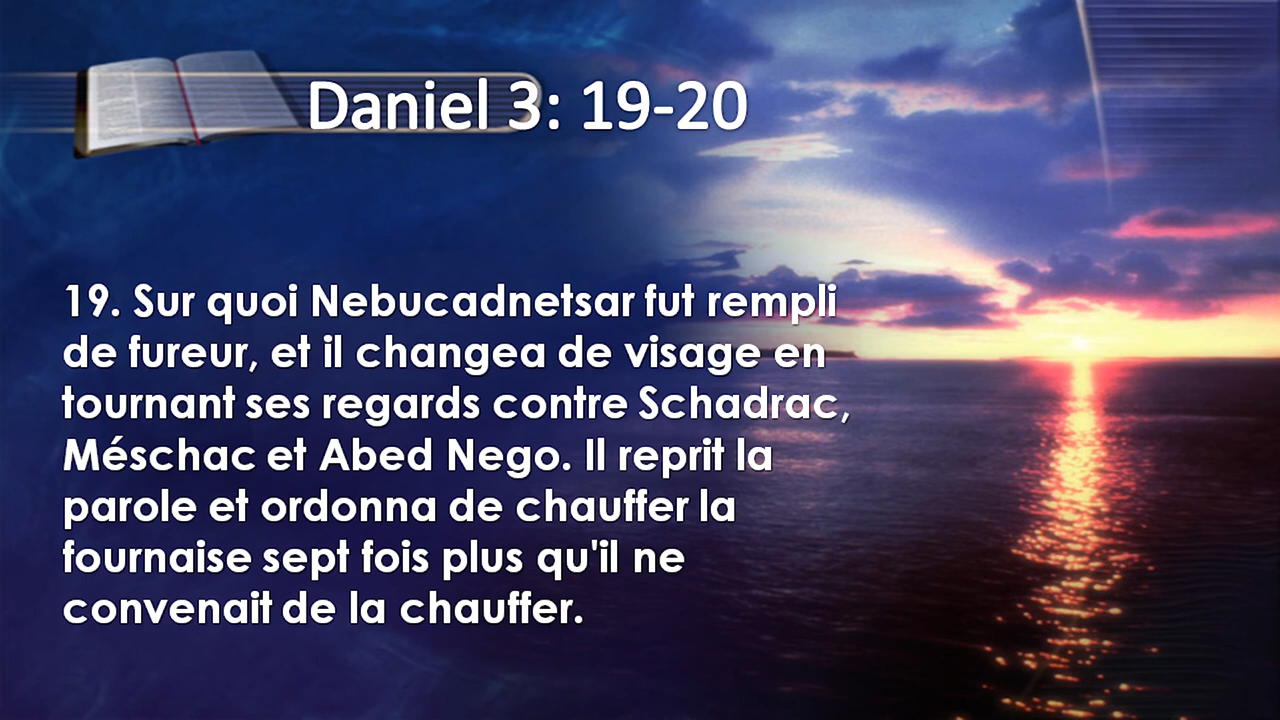 Daniel 3: 19-20
19. Sur quoi Nebucadnetsar fut rempli
de fureur, et il changea de visage en
tournant ses regards contre Schadrac,
Méschac et Abed Nego. Il reprit la
parole et ordonna de chauffer la
fournaise sept fois plus qu'il ne
convenait de la chauffer.